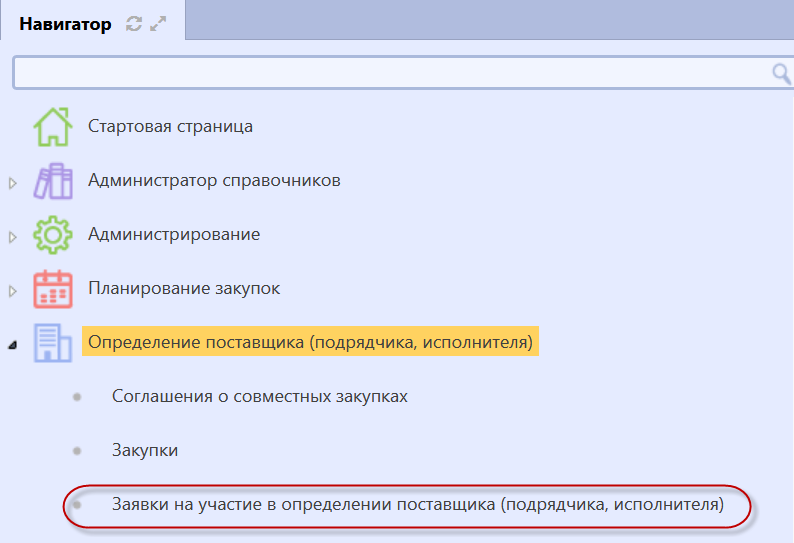 Навигатор
Стартовая страница
Администратор справочников
Администрирование
Планирование закупок
Определение поставщика (подрядчика, исполнителя)
Соглашения о совместных закупках
Закупки
Заявки на участие в определении поставщика (подрядчика, исполнителя)